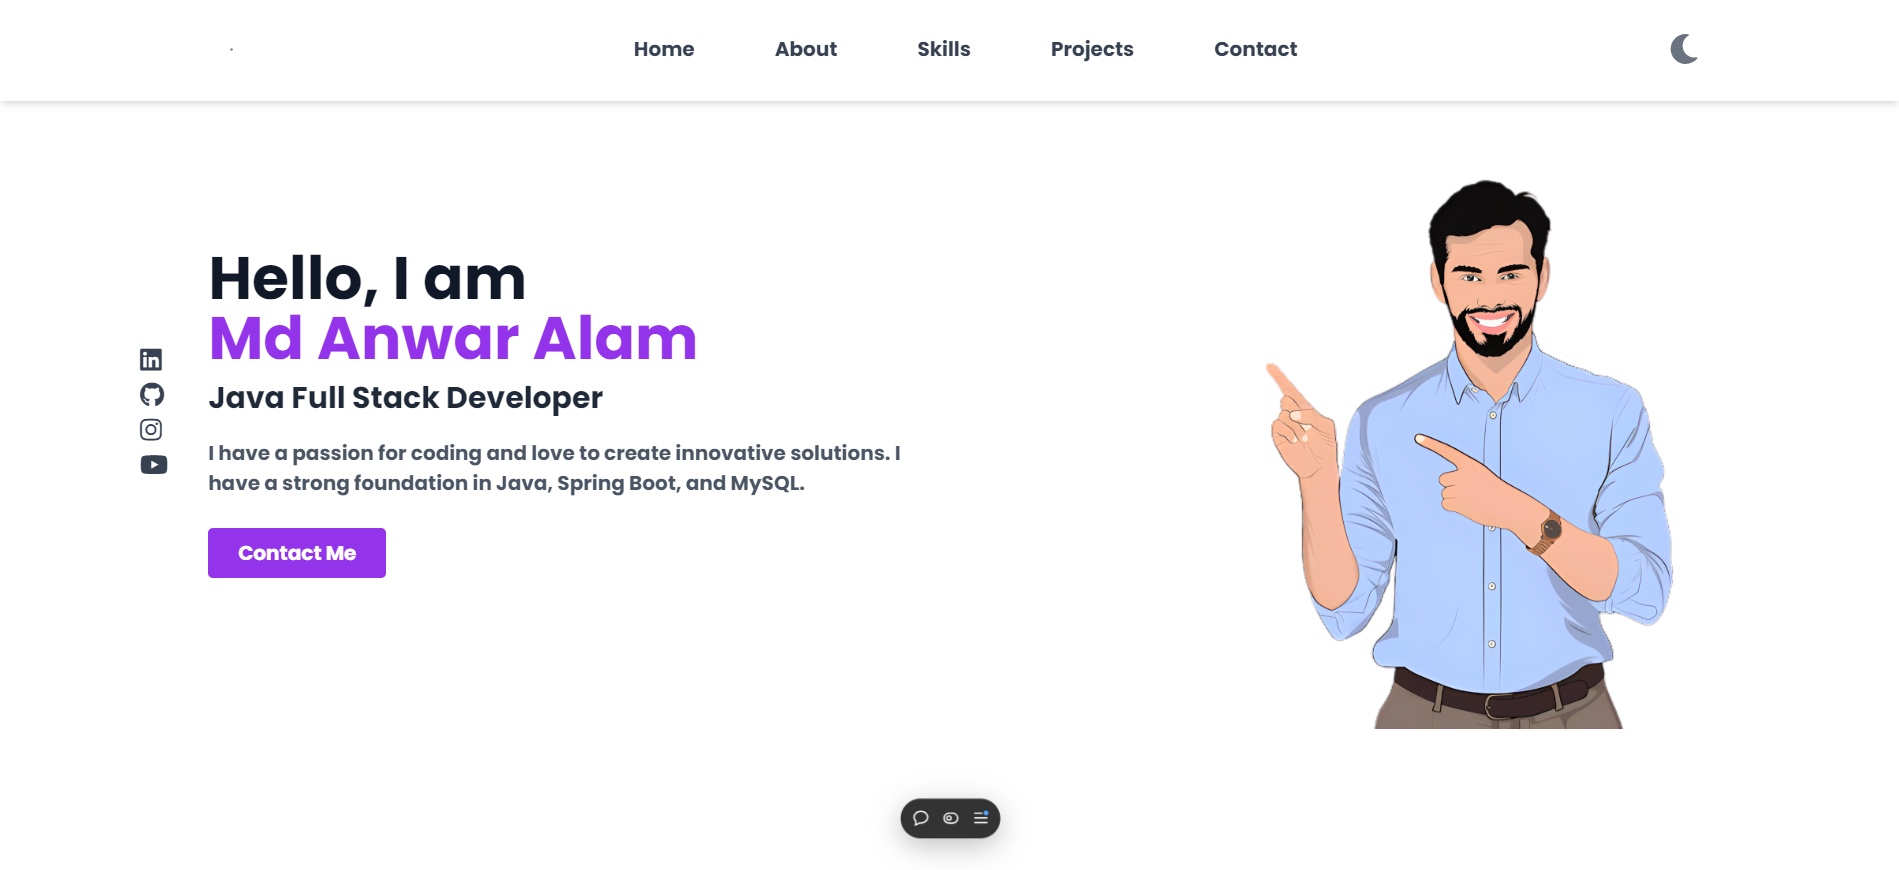 Home About Skills Projects Contact
Hello, I am
Md Anwar Alam
Java Full Stack Developer
I have a passion for coding and love to create innovative solutions. I
have a strong foundation in Java, Spring Boot, and MySQL.
Contact Me